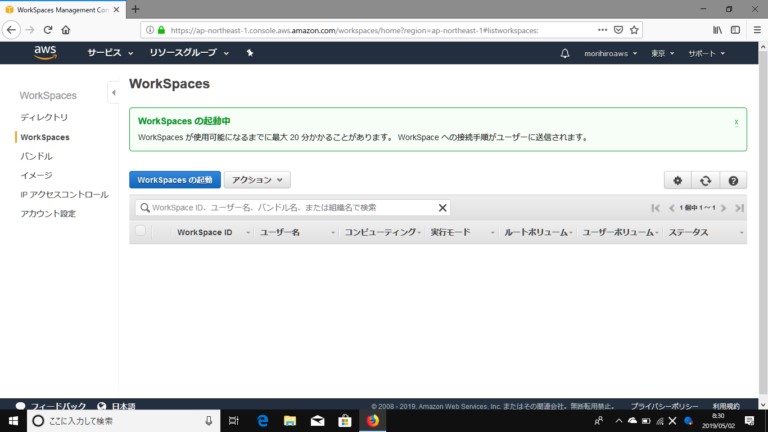 WorkSpaces Management Con
https://ap-northeast-1.console.aws.amazon.com/workspaces/home?region=ap-northeast-1#listworkspaces:
aws サービス リソースグループ morihiroaws 東京 サポート
WorkSpaces
ディレクトリ
WorkSpaces
バンドル
イメージ
IP アクセスコントロール
アカウント設定
WorkSpaces
WorkSpaces の起動中 x
WorkSpaces が使用可能になるまでに最大 20 分かかることがあります。 WorkSpace への接続手順がユーザーに送信されます。
WorkSpaces の起動 アクション
WorkSpace ID、ユーザー名、バンドル名、または組織名で検索 1 個中 1 ～ 1
WorkSpace ID ユーザー名 コンピューティング 実行モード ルートボリューム ユーザーボリューム ステータス
フィードバック 日本語 © 2008 - 2019, Amazon Web Services, Inc. またはその関連会社。無断転用禁止。 プライバシーポリシー 利用規約
ここに入力して検索
8:30
2019/05/02